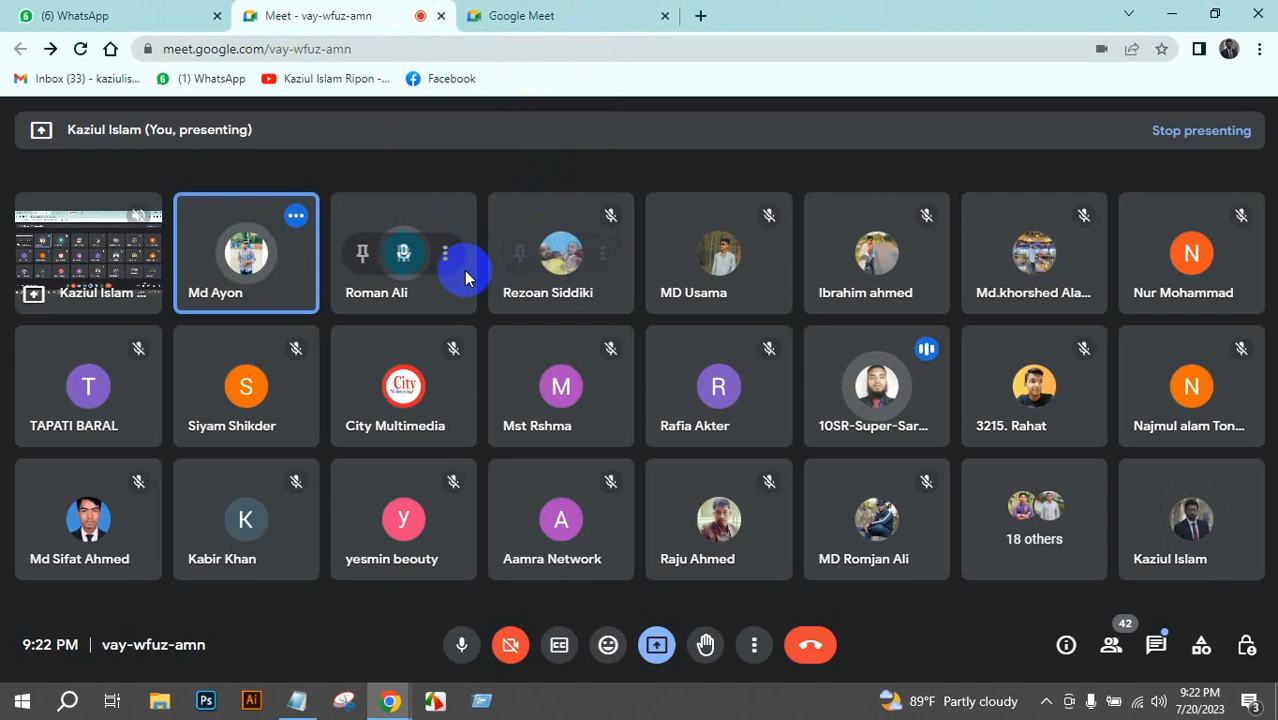 (6) WhatsApp
Meet - vay-wfuz-amn
Google Meet
meet.google.com/vay-wfuz-amn
Inbox (33) - kaziulis...
(1) WhatsApp
Kaziul Islam Ripon -...
Facebook
Kaziul Islam (You, presenting)
Stop presenting
Kaziul Islam ...
Md Ayon
Roman Ali
Rezoan Siddiki
MD Usama
Ibrahim ahmed
Md.khorshed Ala...
N
Nur Mohammad
T
TAPATI BARAL
S
Siyam Shikder
City
City Multimedia
M
Mst Rshma
R
Rafia Akter
10SR-Super-Sar...
3215. Rahat
N
Najmul alam Ton...
Md Sifat Ahmed
K
Kabir Khan
y
yesmin beouty
A
Aamra Network
Raju Ahmed
MD Romjan Ali
18 others
Kaziul Islam
9:22 PM | vay-wfuz-amn
42
Ps
Ai
89°F Partly cloudy
9:22 PM
7/20/2023
3